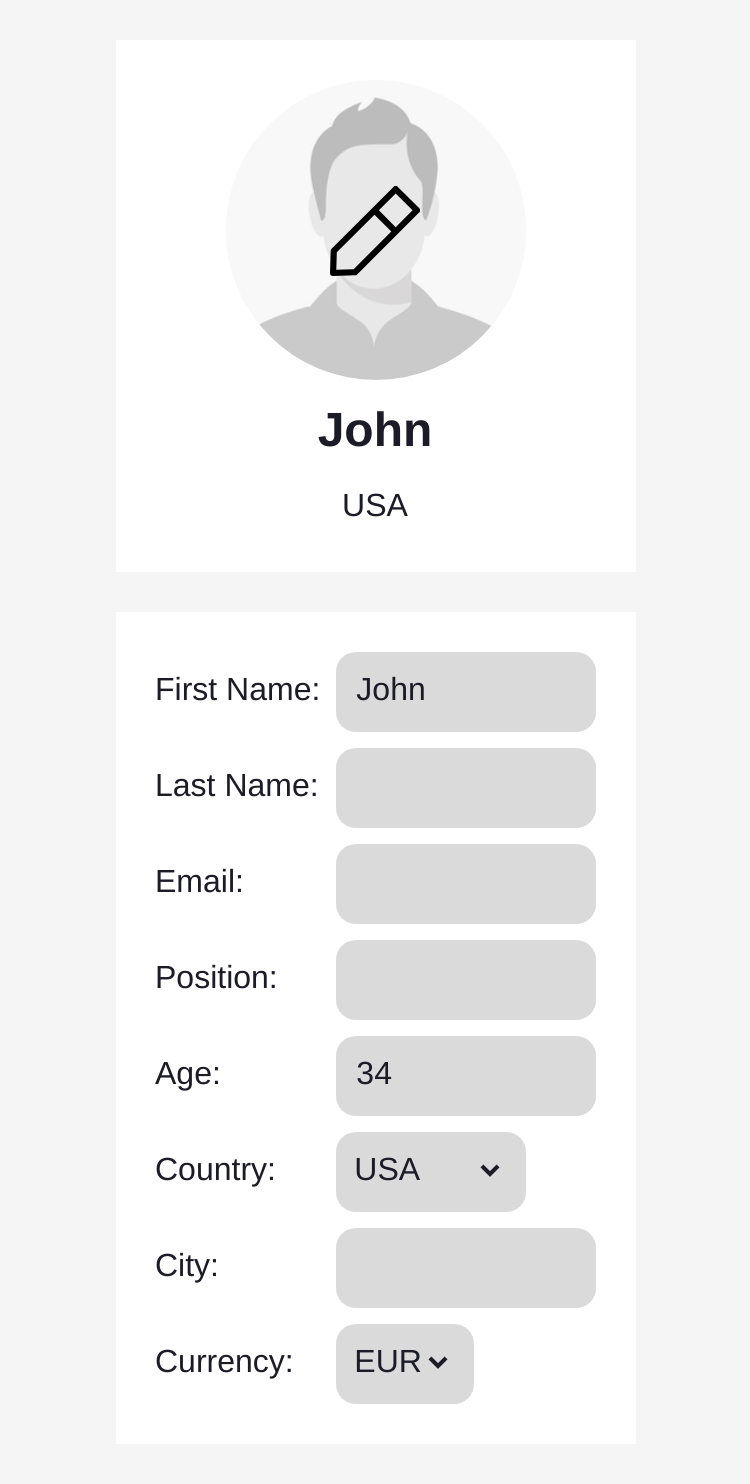 John
USA
First Name: John
Last Name:
Email:
Position:
Age: 34
Country: USA
City:
Currency: EUR